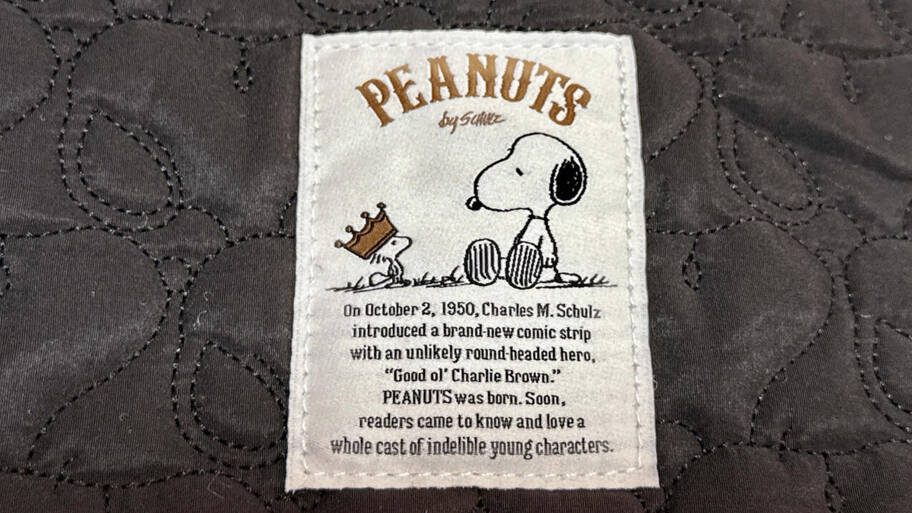 PEANUTS
by SCHULZ
On October 2, 1950, Charles M. Schulz
introduced a brand-new comic strip
with an unlikely round-headed hero,
"Good ol' Charlie Brown."
PEANUTS was born. Soon,
readers came to know and love a
whole cast of indelible young characters.